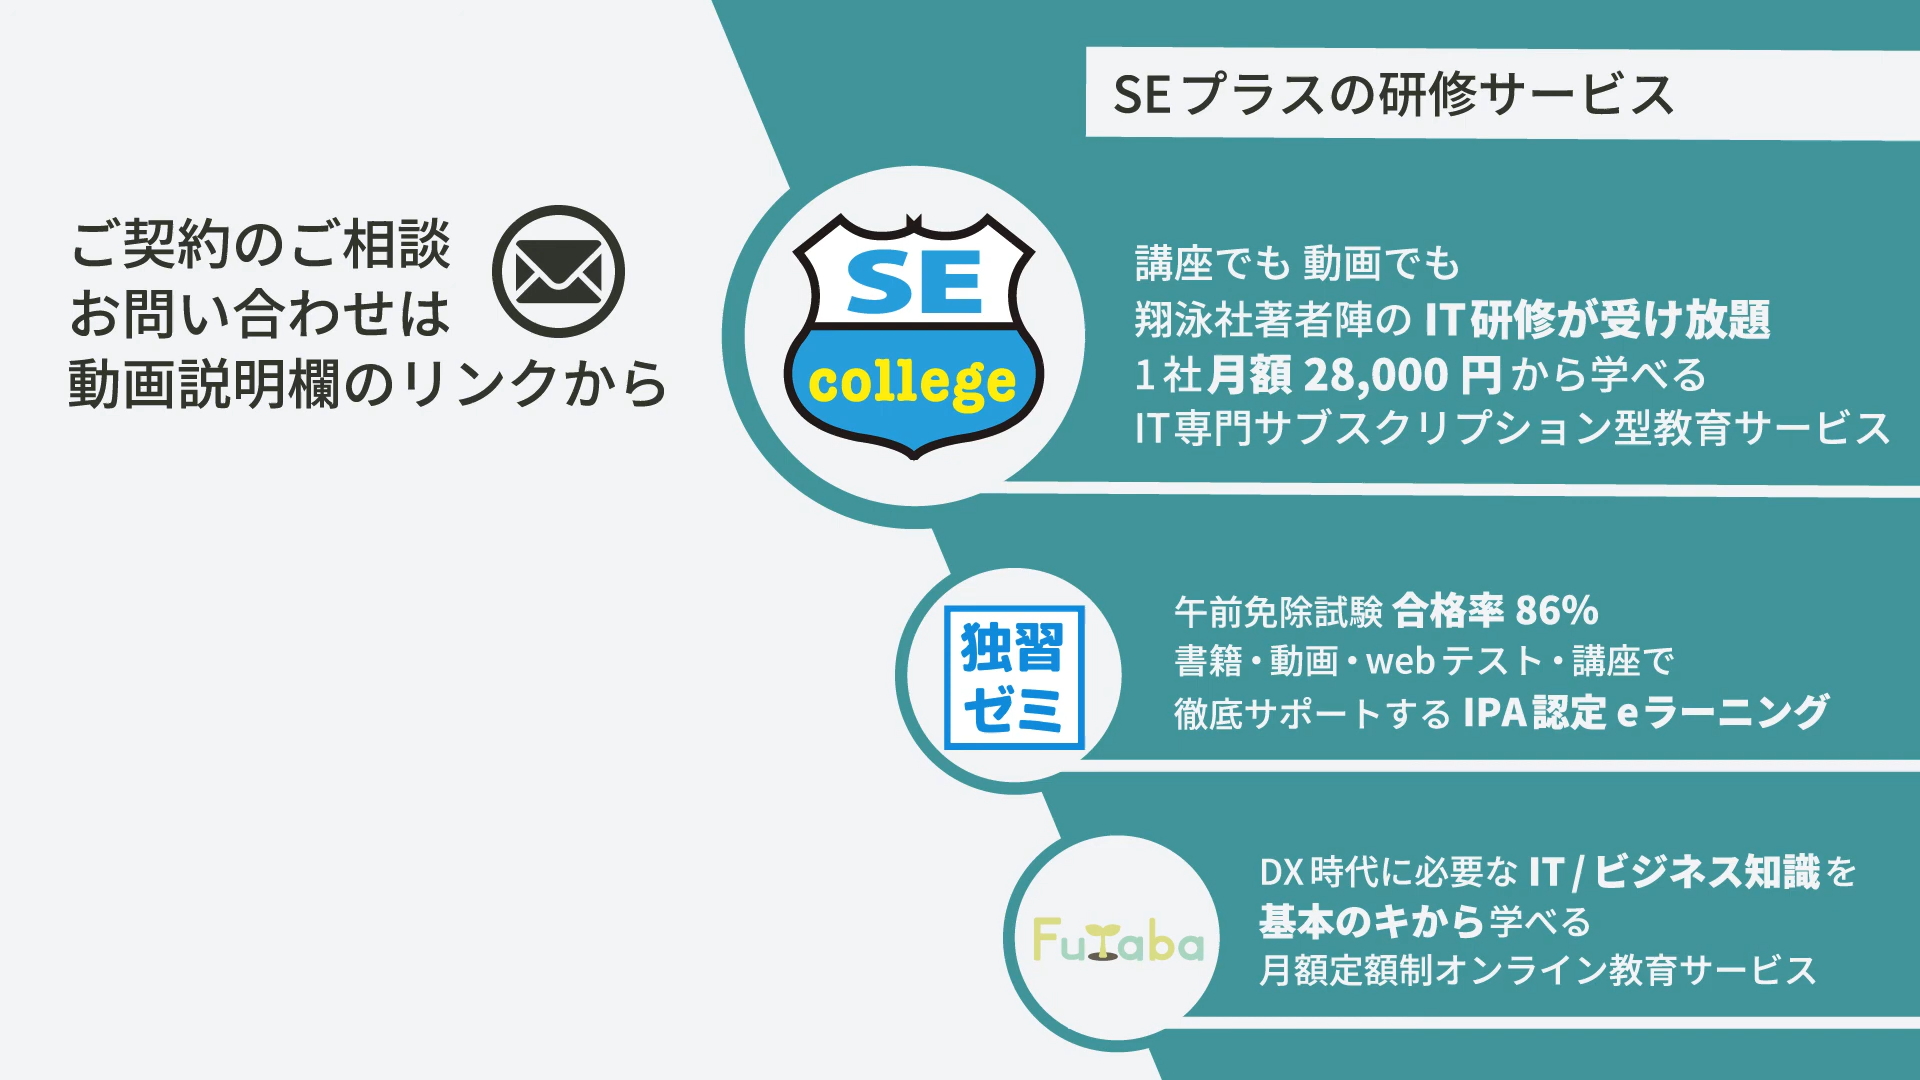 ご契約のご相談
お問い合わせは
動画説明欄のリンクから
SEプラスの研修サービス
SE
college
講座でも 動画でも
翔泳社著者陣の IT研修が受け放題
1社月額 28,000 円から学べる
IT専門サブスクリプション型教育サービス
独習
ゼミ
午前免除試験 合格率 86%
書籍・動画・webテスト・講座で
徹底サポートする IPA認定 eラーニング
Futaba
DX時代に必要な IT / ビジネス知識を
基本のキから学べる
月額定額制オンライン教育サービス